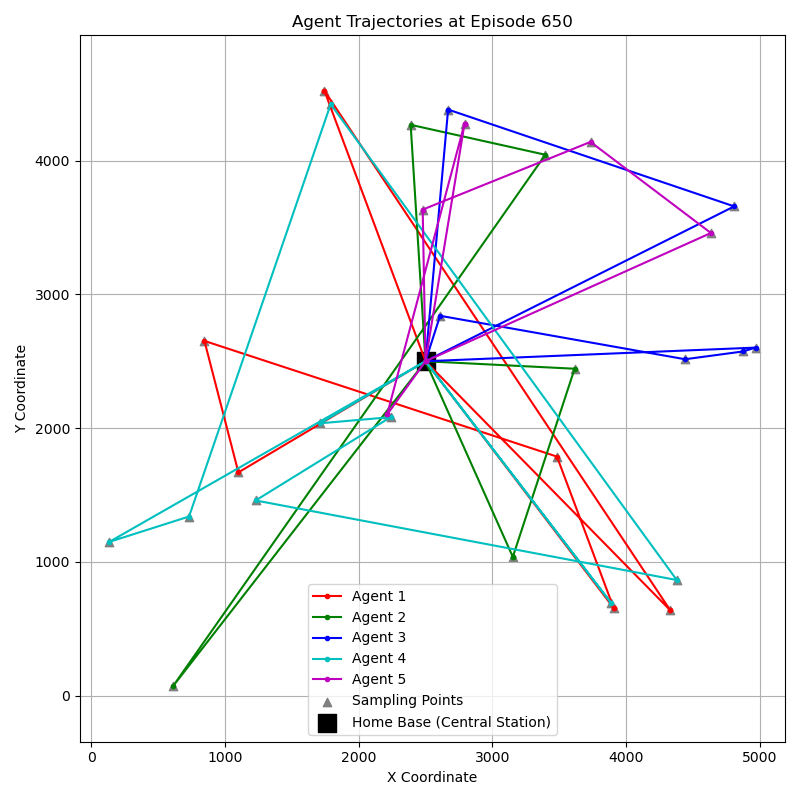 Agent Trajectories at Episode 650
Y Coordinate
4000
3000
2000
1000
0
Agent 1
Agent 2
Agent 3
Agent 4
Agent 5
Sampling Points
Home Base (Central Station)
0 1000 2000 3000 4000 5000
X Coordinate